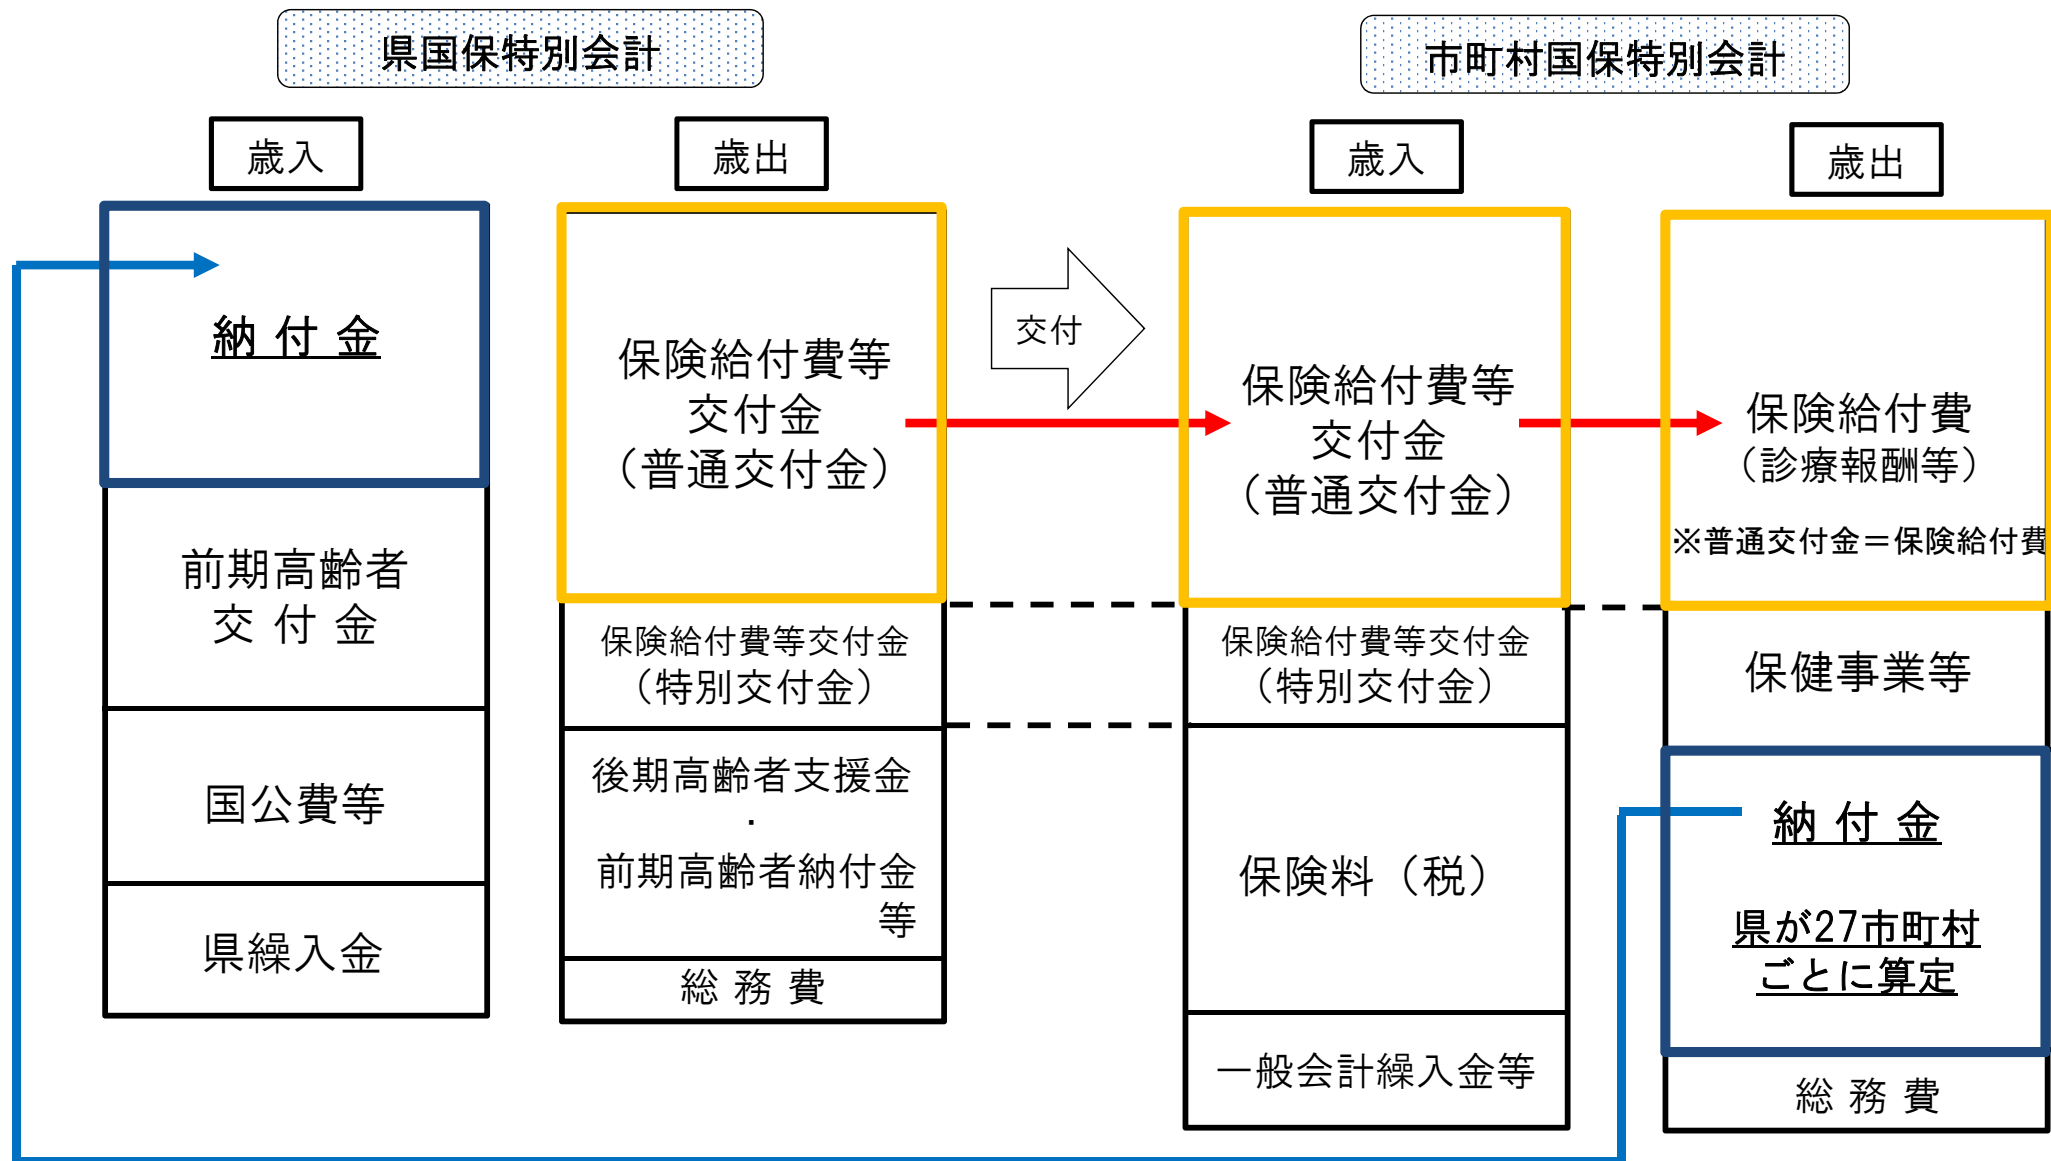 県国保特別会計
市町村国保特別会計
歳入
歳出
歳入
歳出
納 付 金
前期高齢者
交 付 金
国公費等
県繰入金
保険給付費等
交付金
（普通交付金）
保険給付費等交付金
（特別交付金）
後期高齢者支援金
・
前期高齢者納付金
等
総 務 費
交付
保険給付費等
交付金
（普通交付金）
保険給付費等交付金
（特別交付金）
保険料（税）
一般会計繰入金等
保険給付費
（診療報酬等）
※普通交付金＝保険給付費
保健事業等
納 付 金
県が27市町村
ごとに算定
総 務 費